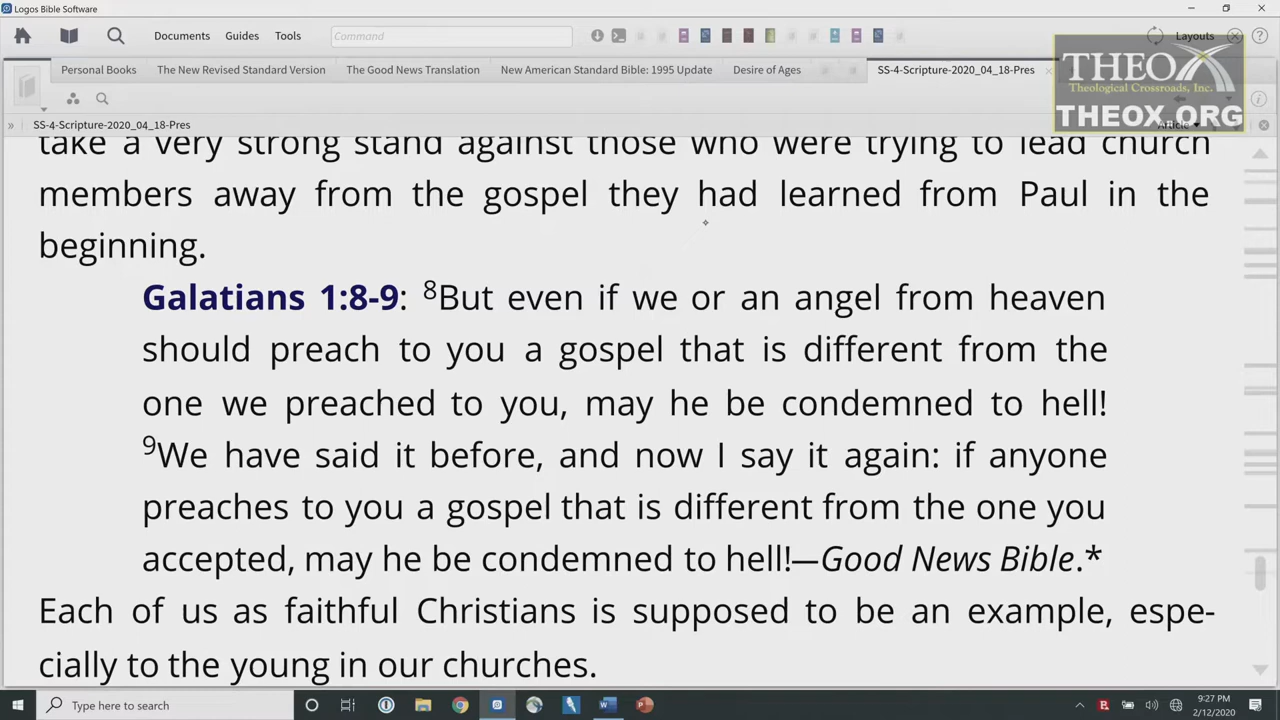 Logos Bible Software
Documents Guides Tools Command Layouts
Personal Books The New Revised Standard Version The Good News Translation New American Standard Bible: 1995 Update Desire of Ages SS-4-Scripture-2020_04_18-Pres
THEOX
Theological Crossroads, Inc.
THEOX.ORG
SS-4-Scripture-2020_04_18-Pres Article
take a very strong stand against those who were trying to lead church
members away from the gospel they had learned from Paul in the
beginning.
Galatians 1:8-9: 8But even if we or an angel from heaven
should preach to you a gospel that is different from the
one we preached to you, may he be condemned to hell!
9We have said it before, and now I say it again: if anyone
preaches to you a gospel that is different from the one you
accepted, may he be condemned to hell!—Good News Bible.*
Each of us as faithful Christians is supposed to be an example, espe-
cially to the young in our churches.
Type here to search
9:27 PM
2/12/2020